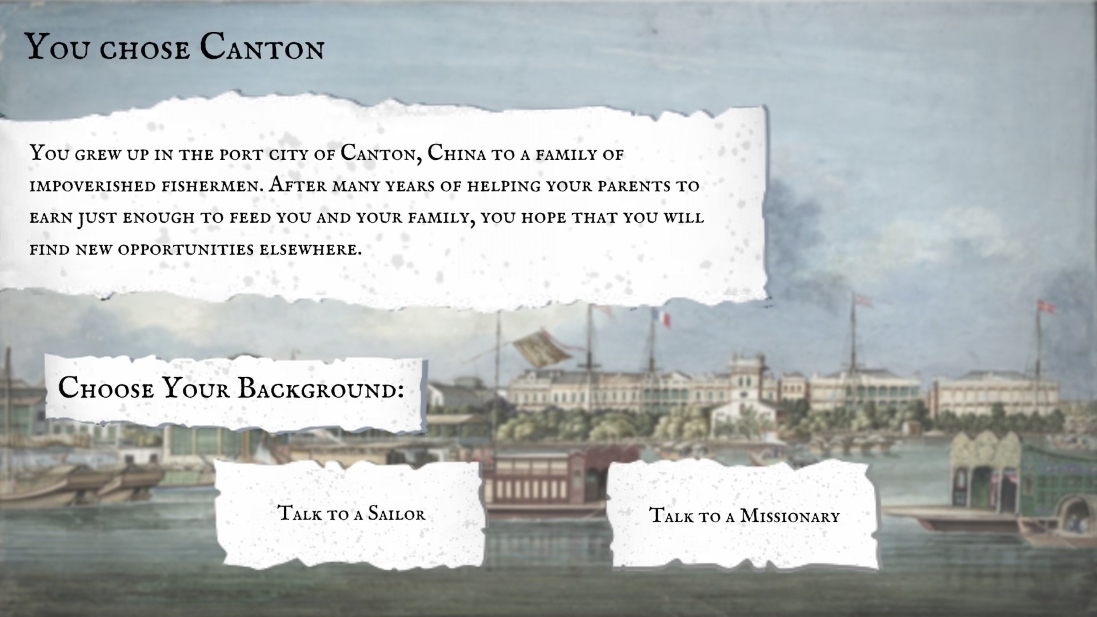 You chose Canton
You grew up in the port city of Canton, China to a family of
impoverished fishermen. After many years of helping your parents to
earn just enough to feed you and your family, you hope that you will
find new opportunities elsewhere.
Choose Your Background:
Talk to a Sailor
Talk to a Missionary